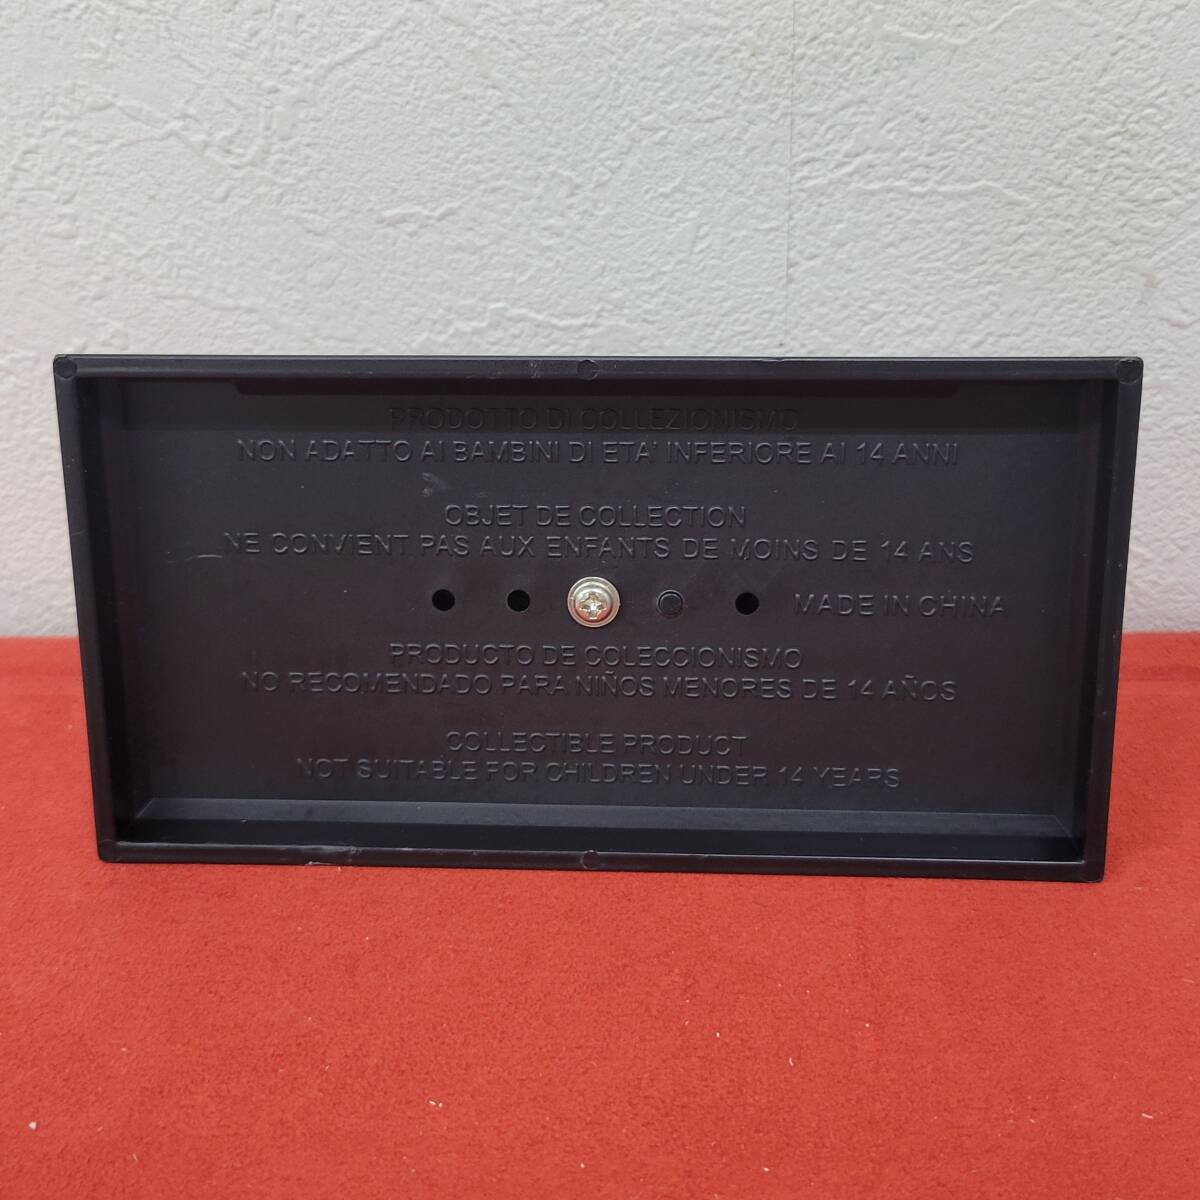 PRODOTTO DI COLLEZIONISMO
NON ADATTO AI BAMBINI DI ETA' INFERIORE AI 14 ANNI
OBJET DE COLLECTION
NE CONVIENT PAS AUX ENFANTS DE MOINS DE 14 ANS
MADE IN CHINA
PRODUCTO DE COLECCIONISMO
NO RECOMENDADO PARA NIÑOS MENORES DE 14 AÑOS
COLLECTIBLE PRODUCT
NOT SUITABLE FOR CHILDREN UNDER 14 YEARS